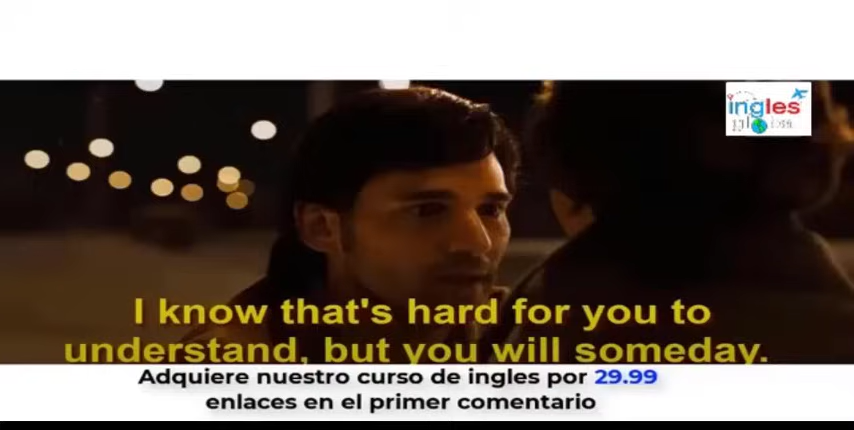 ingles
I know that's hard for you to
understand, but you will someday.
Adquiere nuestro curso de ingles por 29.99
enlaces en el primer comentario